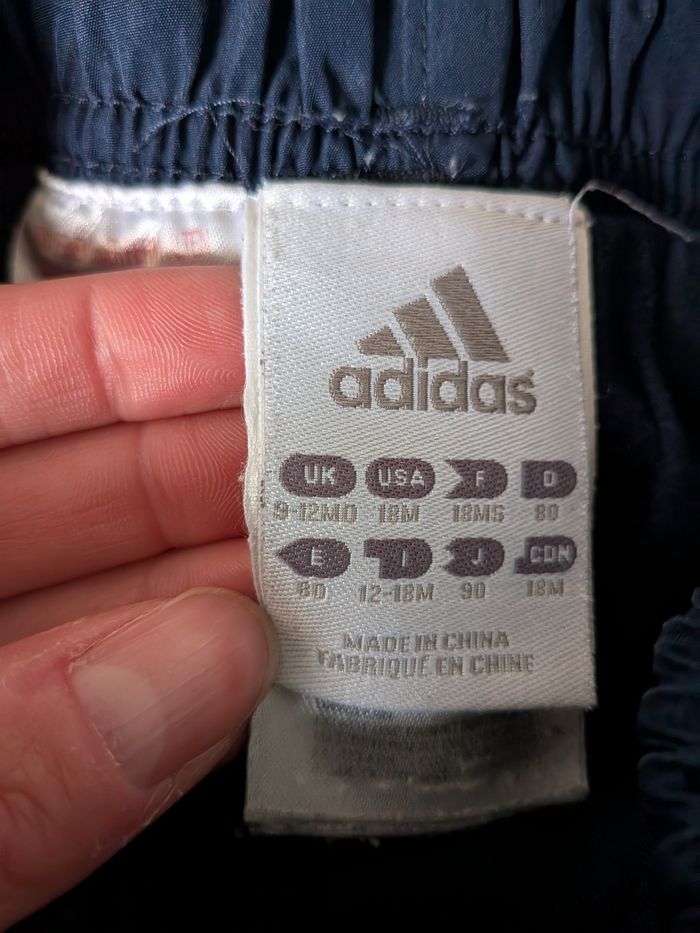 adidas
UK USA F D
9-12MO 18M 18MS 80
E I J CDN
80 12-18M 90 18M
MADE IN CHINA
FABRIQUÉ EN CHINE